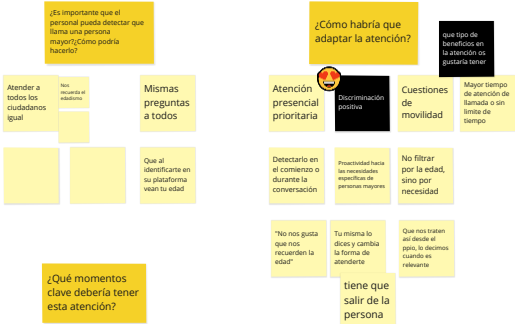 ¿Es importante que el
personal pueda detectar que
llama una persona
mayor?¿Cómo podría
hacerlo?
Atender a
todos los
ciudadanos
igual
Nos
recuerda el
edadismo
Mismas
preguntas
a todos
Que al
identificarte en
su plataforma
vean tu edad
¿Qué momentos
clave debería tener
esta atención?
¿Cómo habría que
adaptar la atención?
que tipo de
beneficios en
la atención os
gustaría tener
Atención
presencial
prioritaria
Discriminación
positiva
Cuestiones
de
movilidad
Mayor tiempo
de atención de
llamada o sin
limite de
tiempo
Detectarlo en
el comienzo o
durante la
conversación
Proactividad hacia
las necesidades
específicas de
personas mayores
No filtrar
por la edad,
sino por
necesidad
"No nos gusta
que nos
recuerden la
edad"
Tu misma lo
dices y cambia
la forma de
atenderte
Que nos traten
así desde el
ppio, lo decimos
cuando es
relevante
tiene que
salir de la
persona